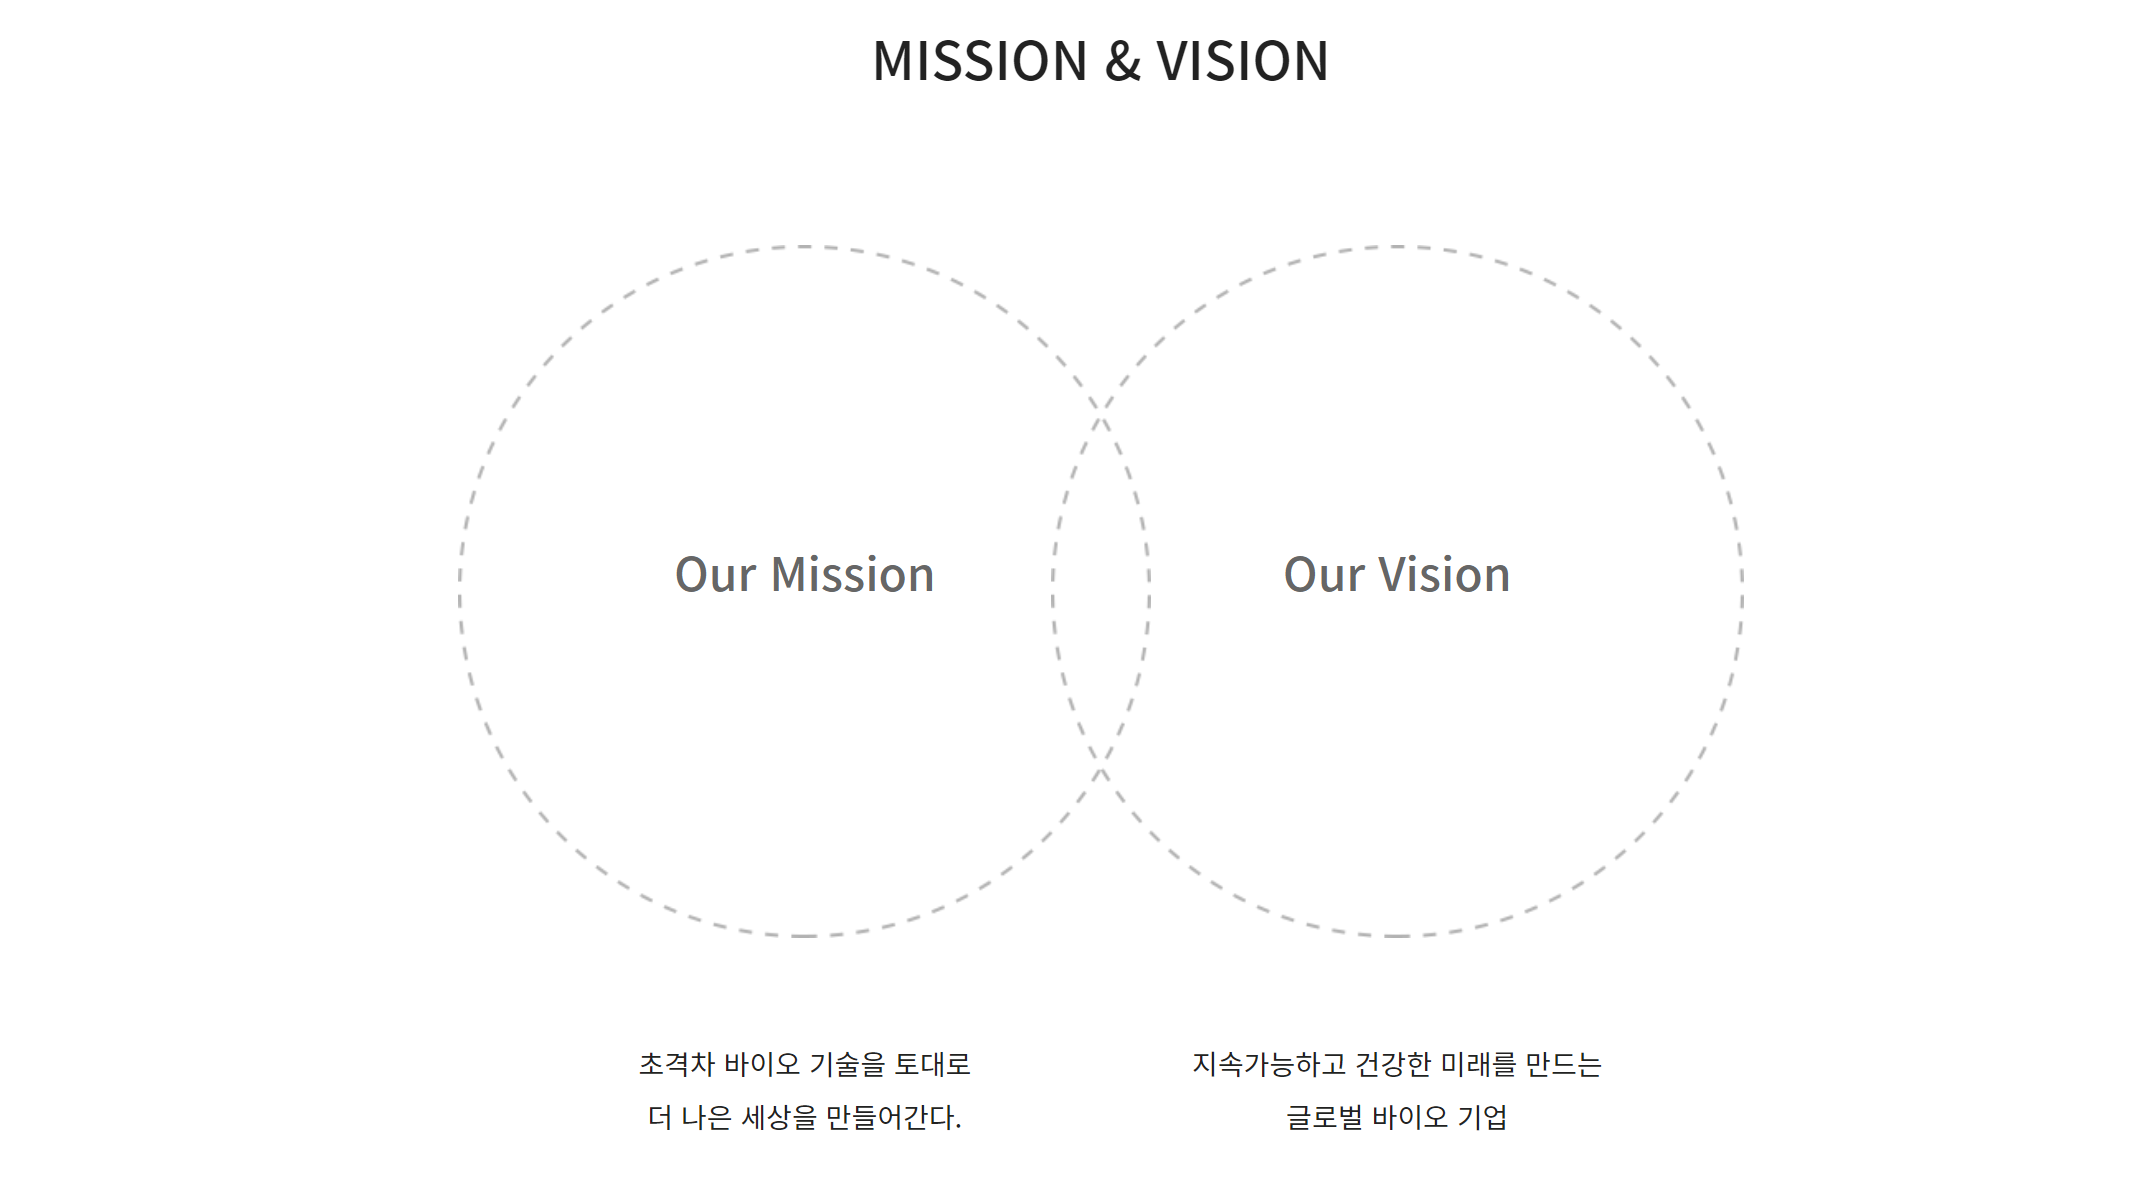 MISSION & VISION
Our Mission
Our Vision
초격차 바이오 기술을 토대로
더 나은 세상을 만들어간다.
지속가능하고 건강한 미래를 만드는
글로벌 바이오 기업